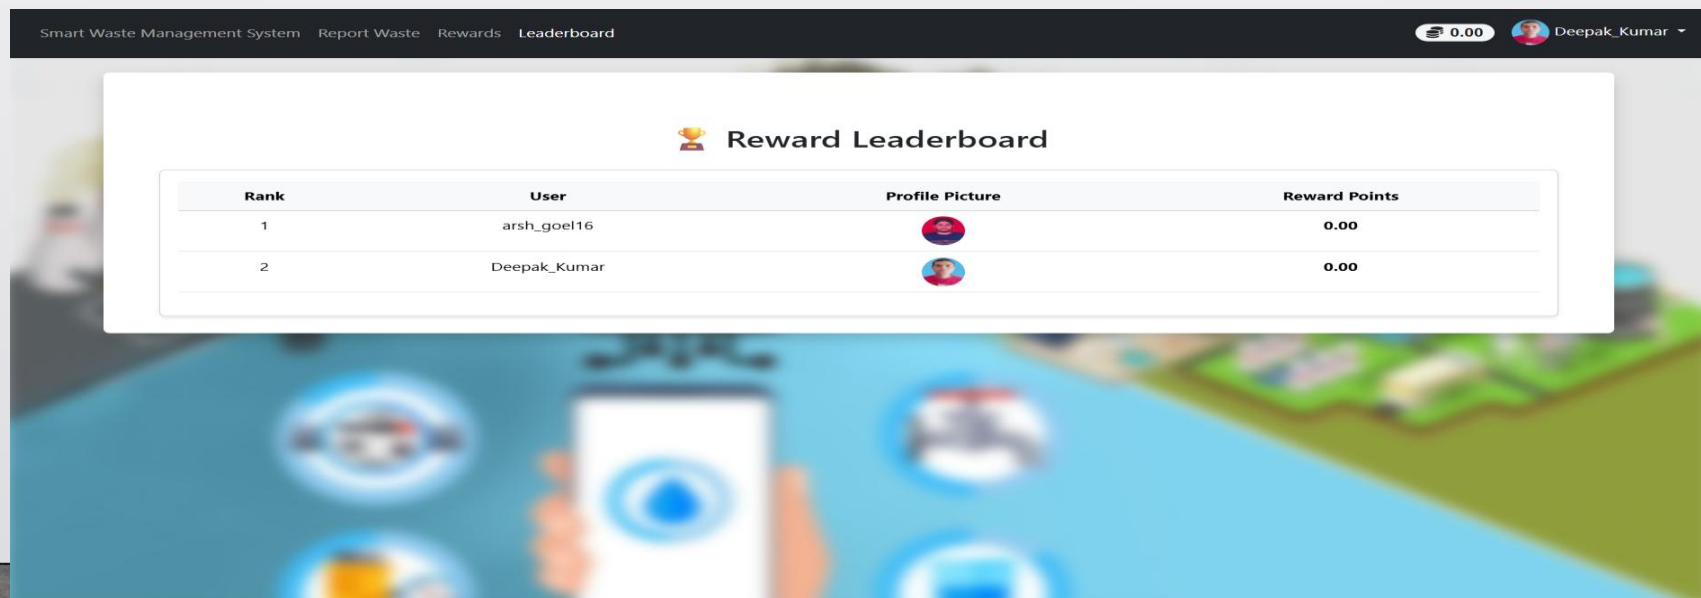 Smart Waste Management System Report Waste Rewards Leaderboard 0.00 Deepak_Kumar
Reward Leaderboard
Rank User Profile Picture Reward Points
1 arsh_goel16 0.00
2 Deepak_Kumar 0.00